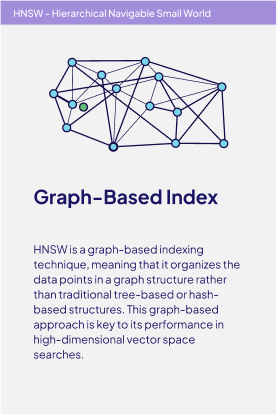 HNSW - Hierarchical Navigable Small World
Graph-Based Index
HNSW is a graph-based indexing
technique, meaning that it organizes the
data points in a graph structure rather
than traditional tree-based or hash-
based structures. This graph-based
approach is key to its performance in
high-dimensional vector space
searches.